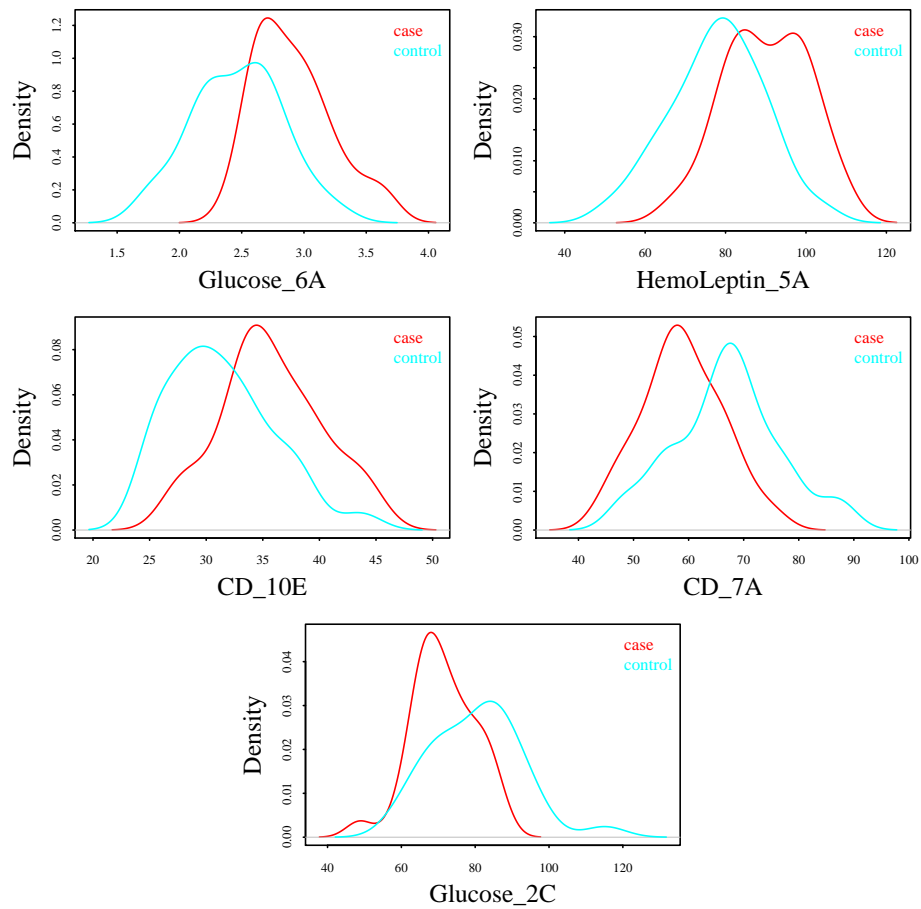 case
control
Density
0.0 0.2 0.4 0.6 0.8 1.0 1.2
1.5 2.0 2.5 3.0 3.5 4.0
Glucose_6A
case
control
Density
0.000 0.010 0.020 0.030
40 60 80 100 120
HemoLeptin_5A
case
control
Density
0.00 0.02 0.04 0.06 0.08
20 25 30 35 40 45 50
CD_10E
case
control
Density
0.00 0.01 0.02 0.03 0.04 0.05
40 50 60 70 80 90 100
CD_7A
case
control
Density
0.00 0.01 0.02 0.03 0.04
40 60 80 100 120
Glucose_2C